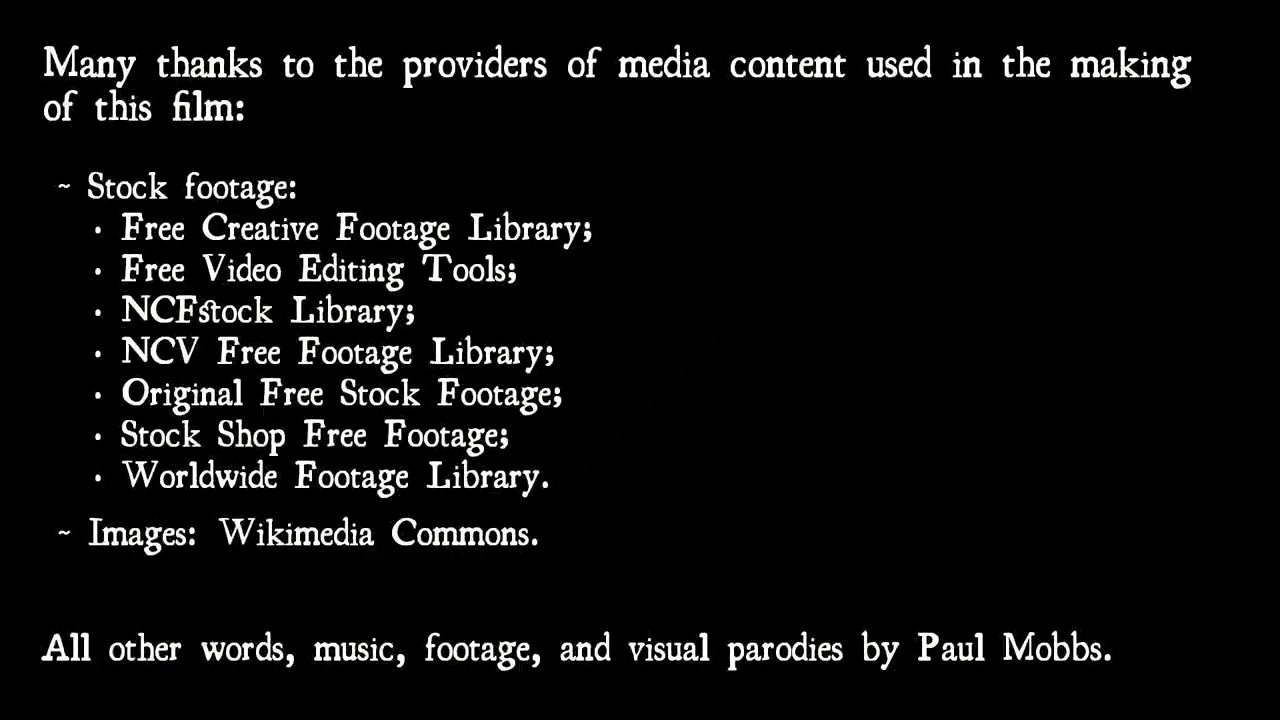 Many thanks to the providers of media content used in the making
of this film:
~ Stock footage:
· Free Creative Footage Library;
· Free Video Editing Tools;
· NCFstock Library;
· NCV Free Footage Library;
· Original Free Stock Footage;
· Stock Shop Free Footage;
· Worldwide Footage Library.
~ Images: Wikimedia Commons.
All other words, music, footage, and visual parodies by Paul Mobbs.